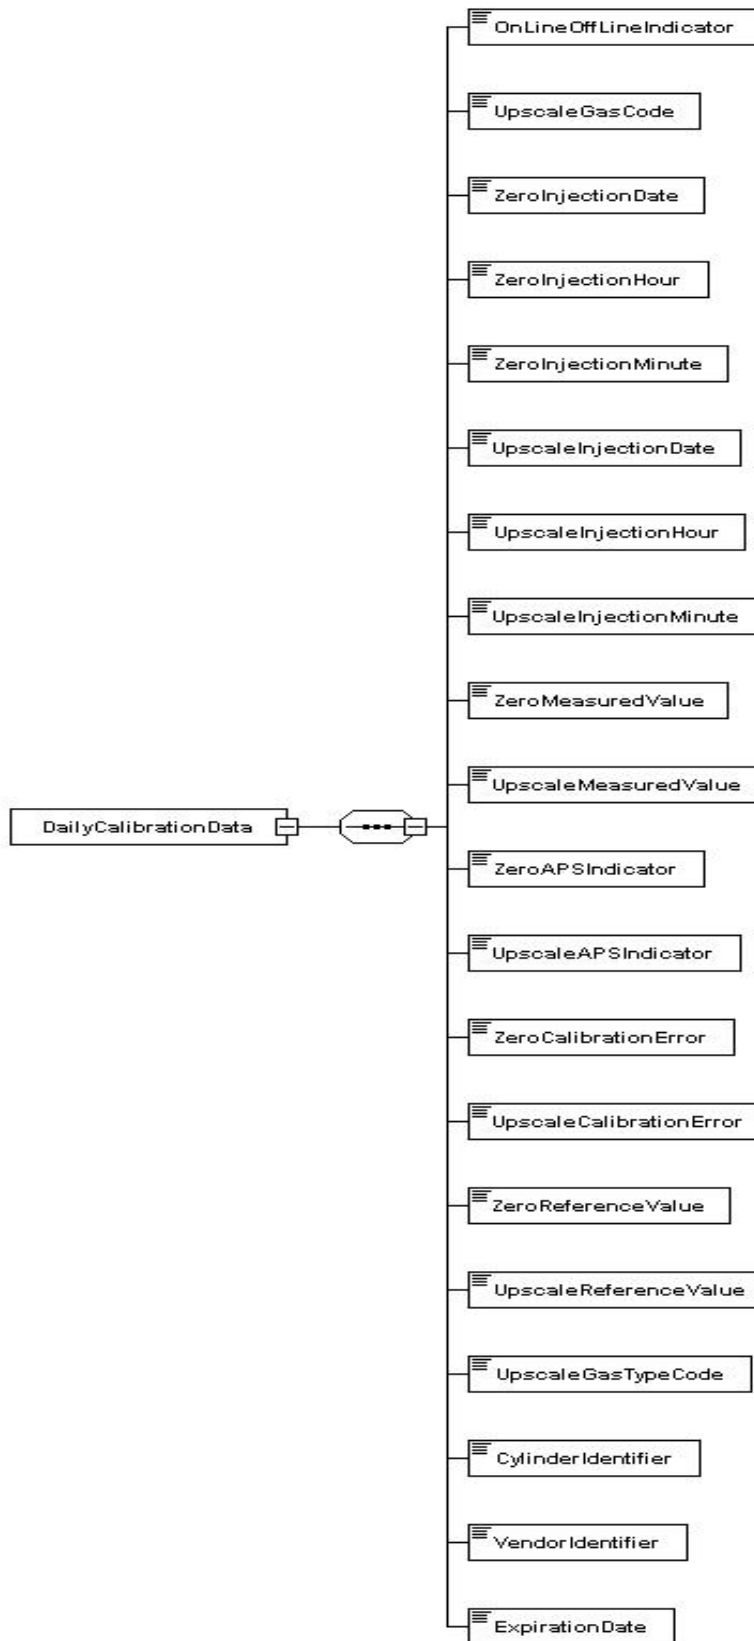 OnLineOffLineIndicator
UpscaleGasCode
ZeroInjectionDate
ZeroInjectionHour
ZeroInjectionMinute
UpscaleInjectionDate
UpscaleInjectionHour
UpscaleInjectionMinute
ZeroMeasuredValue
UpscaleMeasuredValue
DailyCalibrationData
ZeroAPSIndicator
UpscaleAPSIndicator
ZeroCalibrationError
UpscaleCalibrationError
ZeroReferenceValue
UpscaleReferenceValue
UpscaleGasTypeCode
CylinderIdentifier
VendorIdentifier
ExpirationDate